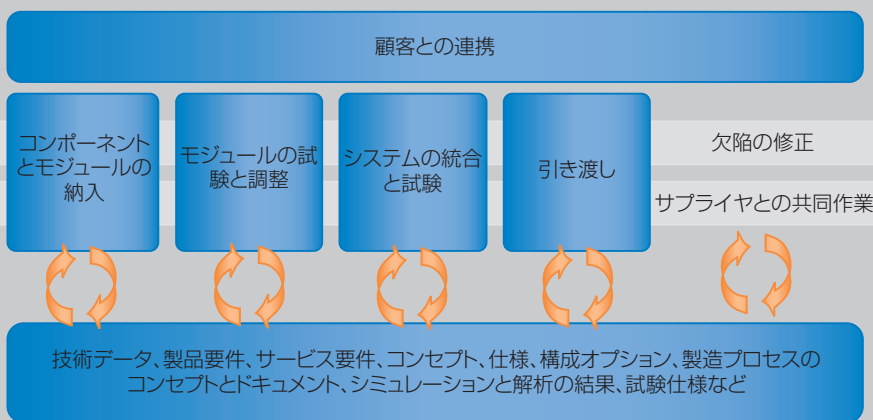 顧客との連携
コンポーネント
とモジュールの
納入
モジュールの試
験と調整
システムの統合
と試験
引き渡し
欠陥の修正
サプライヤとの共同作業
技術データ、製品要件、サービス要件、コンセプト、仕様、構成オプション、製造プロセスの
コンセプトとドキュメント、シミュレーションと解析の結果、試験仕様など